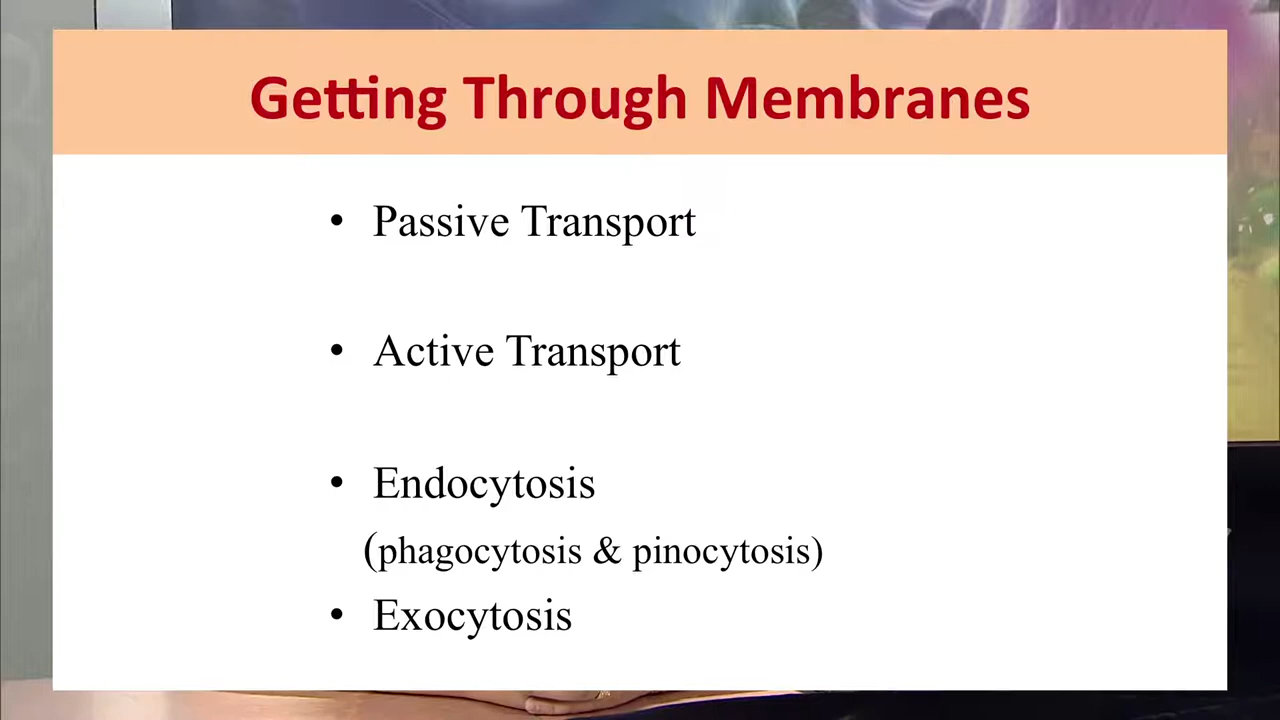 Getting Through Membranes
• Passive Transport
• Active Transport
• Endocytosis
(phagocytosis & pinocytosis)
• Exocytosis